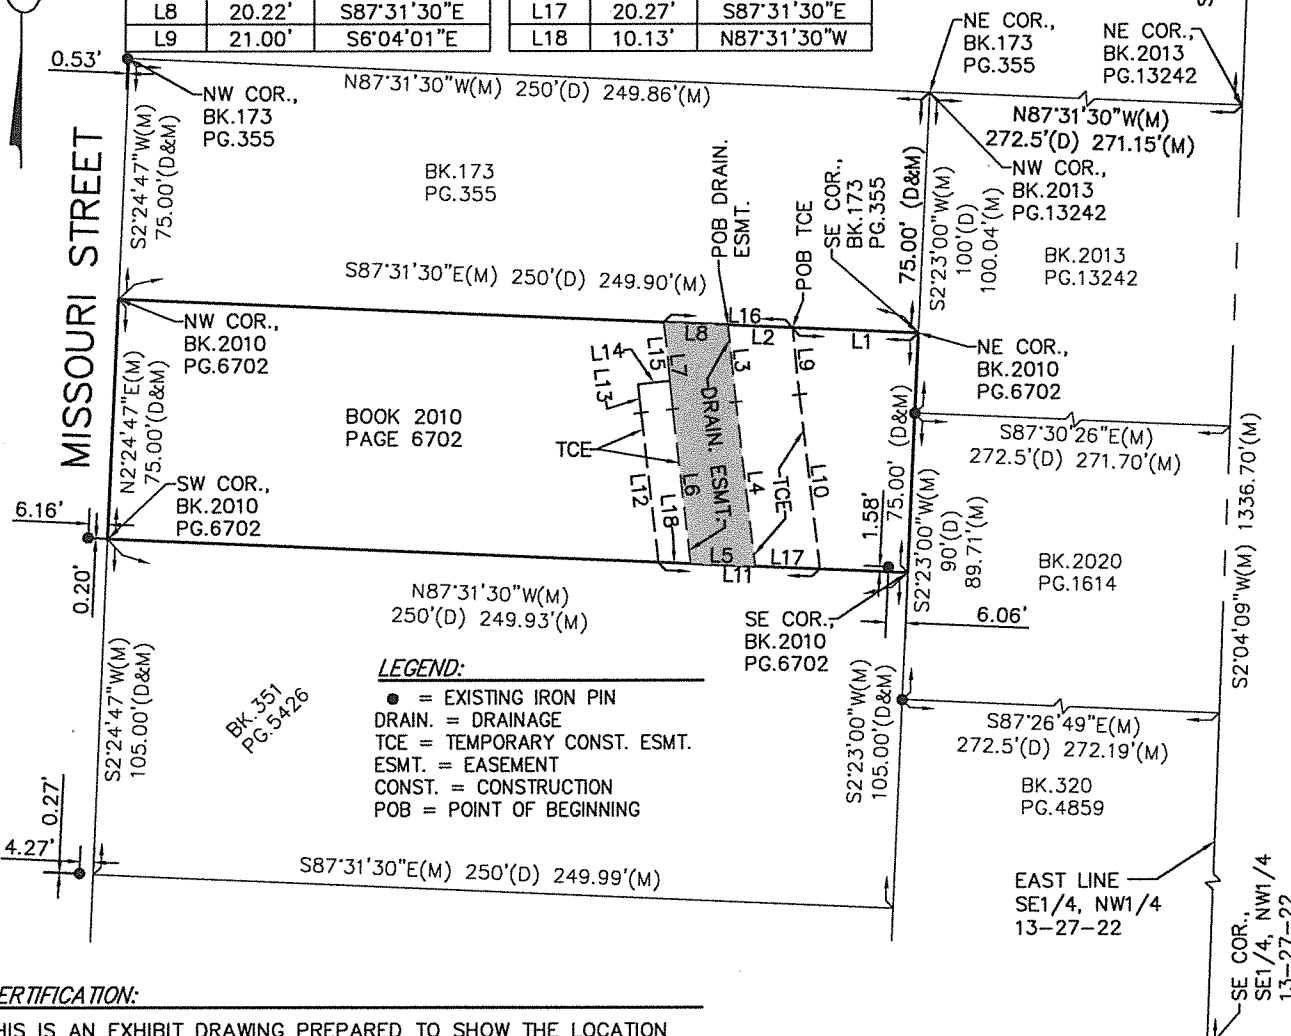 L8 20.22' S87°31'30"E L17 20.27' S87°31'30"E
L9 21.00' S6°04'01"E L18 10.13' N87°31'30"W
0.53'
NW COR.,
BK.173
PG.355
N87°31'30"W(M) 250'(D) 249.86'(M)
NE COR.,
BK.173
PG.355
NE COR.,
BK.2013
PG.13242
N87°31'30"W(M)
272.5'(D) 271.15'(M)
NW COR.,
BK.2013
PG.13242
MISSOURI STREET
S2°24'47"W(M)
75.00'(D&M)
BK.173
PG.355
POB DRAIN.
ESMT.
POB TCE
SE COR.,
BK.173
PG.355
75.00' (D&M)
S2°23'00"W(M)
100'(D)
100.04'(M)
BK.2013
PG.13242
S87°31'30"E(M) 250'(D) 249.90'(M)
NW COR.,
BK.2010
PG.6702
L16
L8
L2
L1
NE COR.,
BK.2010
PG.6702
L14
L15
L7
L3
L9
L13
N2°24'47"E(M)
75.00'(D&M)
BOOK 2010
PAGE 6702
TCE
DRAIN. ESMT.
TCE
L12
L18
L6
L4
L10
75.00' (D&M)
S87°30'26"E(M)
272.5'(D) 271.70'(M)
SW COR.,
BK.2010
PG.6702
6.16'
0.20'
L5
L11
L17
1.58'
S2°23'00"W(M)
90'(D)
89.71'(M)
BK.2020
PG.1614
S2°04'09"W(M) 1336.70'(M)
N87°31'30"W(M)
250'(D) 249.93'(M)
SE COR.,
BK.2010
PG.6702
6.06'
S2°24'47"W(M)
105.00'(D&M)
BK.351
PG.5426
LEGEND:
● = EXISTING IRON PIN
DRAIN. = DRAINAGE
TCE = TEMPORARY CONST. ESMT.
ESMT. = EASEMENT
CONST. = CONSTRUCTION
POB = POINT OF BEGINNING
S2°23'00"W(M)
105.00'(D&M)
S87°26'49"E(M)
272.5'(D) 272.19'(M)
BK.320
PG.4859
0.27'
4.27'
S87°31'30"E(M) 250'(D) 249.99'(M)
EAST LINE
SE1/4, NW1/4
13-27-22
SE COR.,
SE1/4, NW1/4
13-27-22
ERTIFICATION:
HIS IS AN EXHIBIT DRAWING PREPARED TO SHOW THE LOCATION